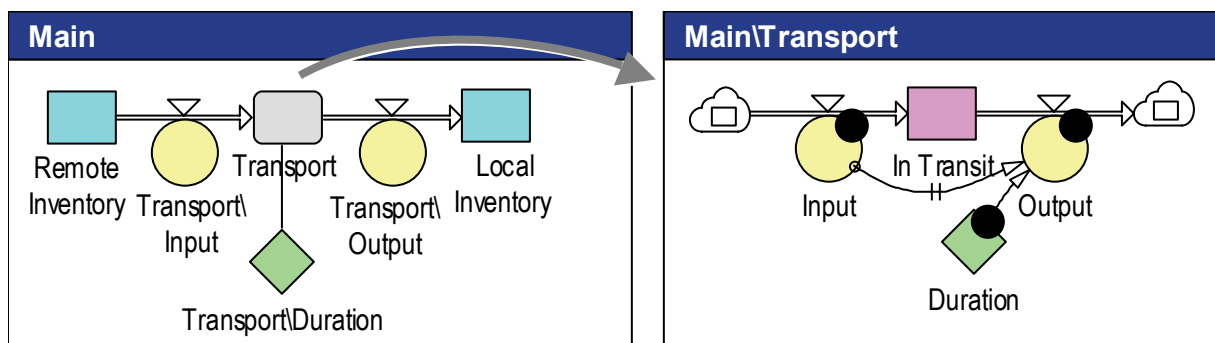 Main
Remote
Inventory
Transport\
Input
Transport
Transport\
Output
Local
Inventory
Transport\Duration
Main\Transport
Input
In Transit
Output
Duration